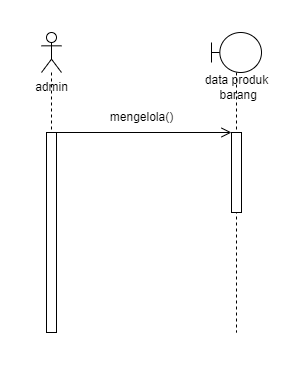 admin
data produk
barang
mengelola()